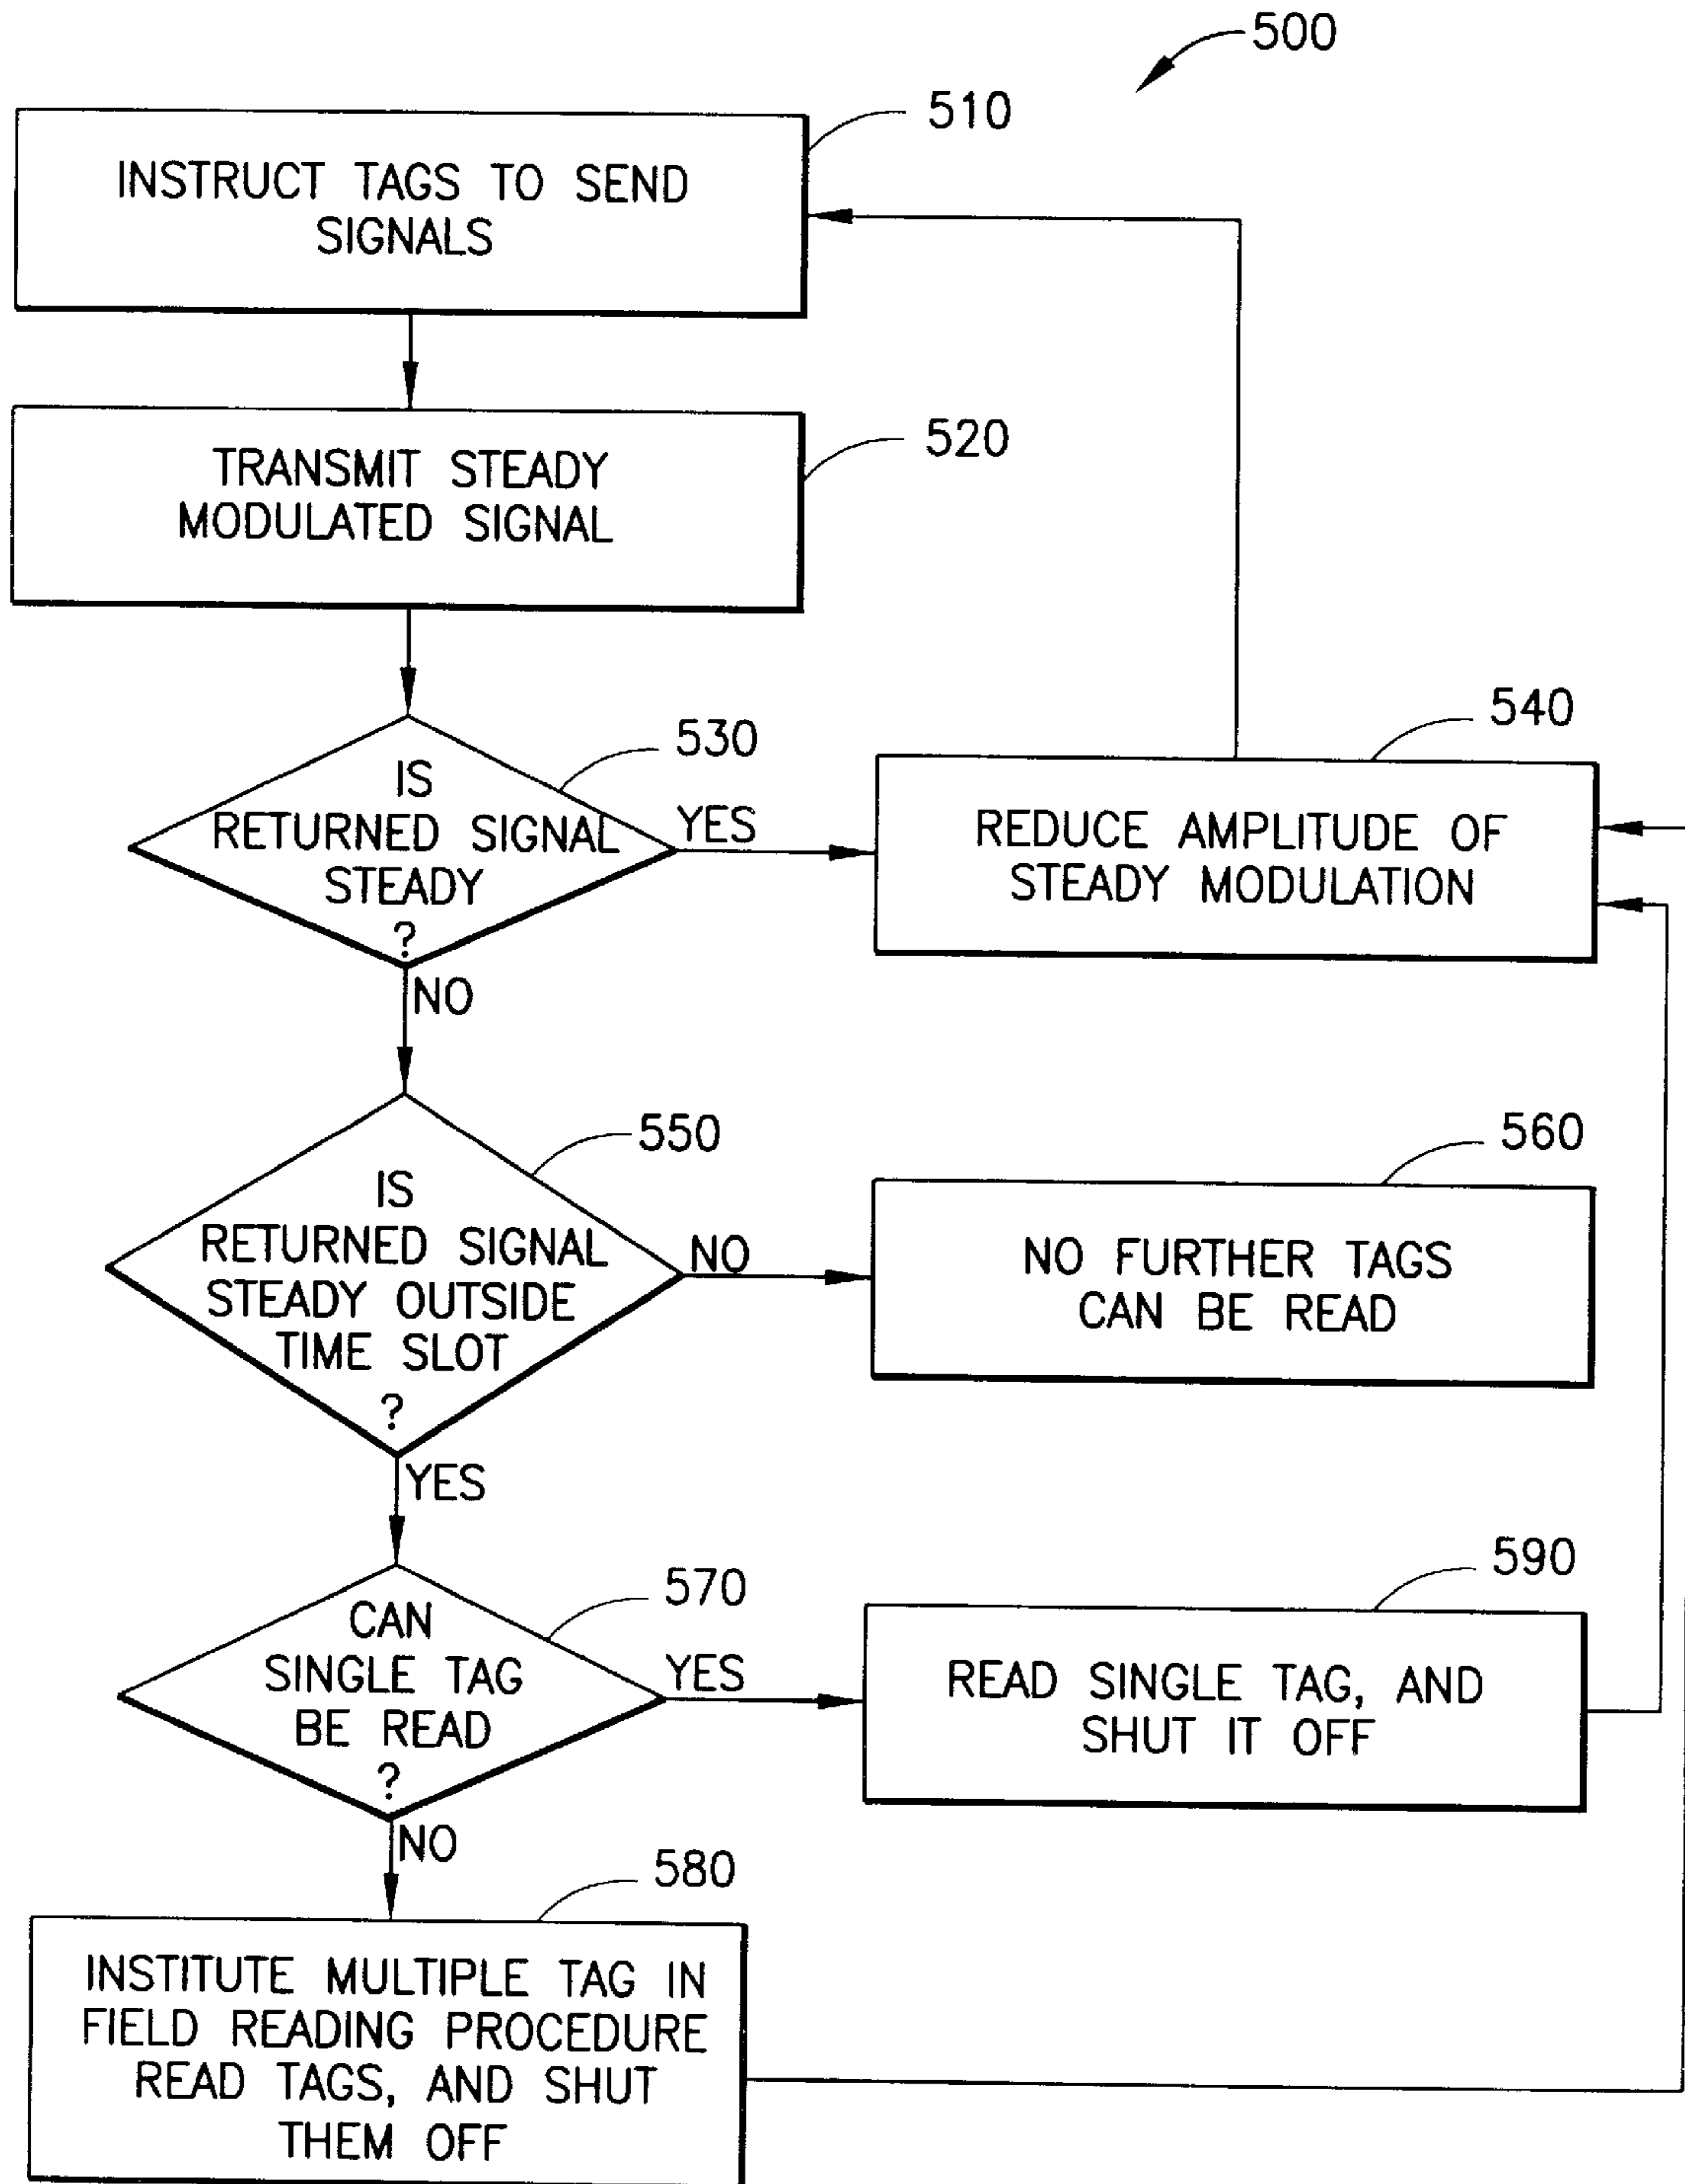 500
510
INSTRUCT TAGS TO SEND
SIGNALS
520
TRANSMIT STEADY
MODULATED SIGNAL
530
IS
RETURNED SIGNAL
STEADY
?
YES
540
REDUCE AMPLITUDE OF
STEADY MODULATION
NO
550
IS
RETURNED SIGNAL
STEADY OUTSIDE
TIME SLOT
?
NO
560
NO FURTHER TAGS
CAN BE READ
YES
570
CAN
SINGLE TAG
BE READ
?
YES
590
READ SINGLE TAG, AND
SHUT IT OFF
NO
580
INSTITUTE MULTIPLE TAG IN
FIELD READING PROCEDURE
READ TAGS, AND SHUT
THEM OFF